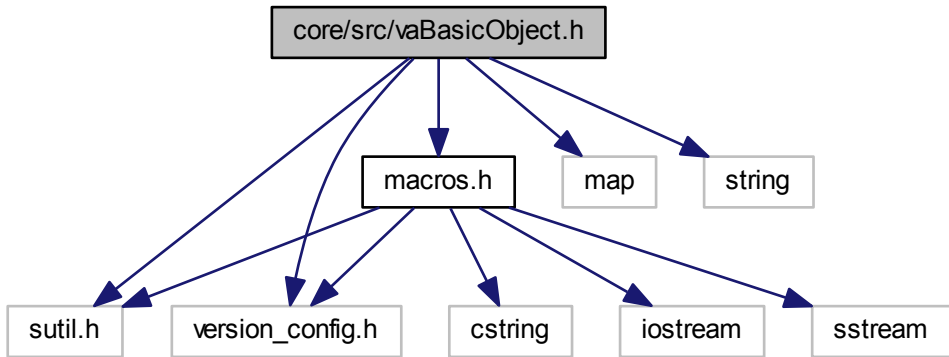 core/src/vaBasicObject.h
macros.h
map
string
sutil.h
version_config.h
cstring
iostream
sstream